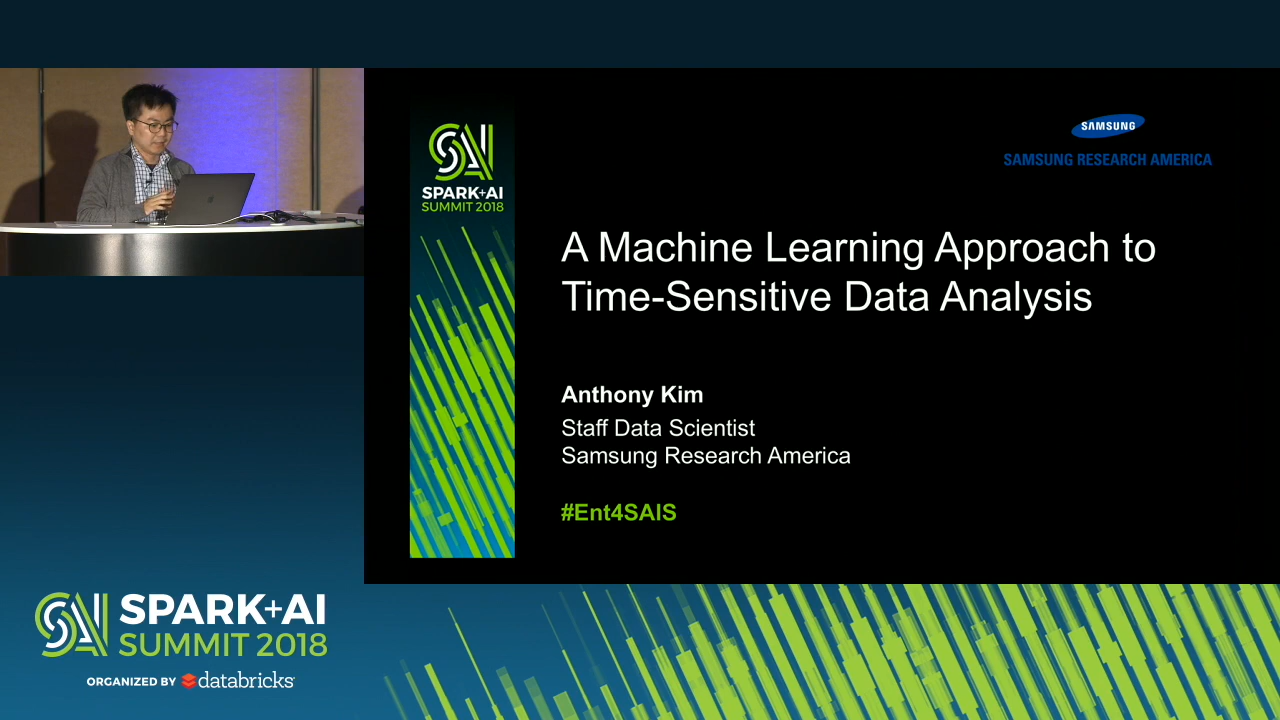 SPARK+AI
SUMMIT 2018
SAMSUNG
SAMSUNG RESEARCH AMERICA
A Machine Learning Approach to
Time-Sensitive Data Analysis
Anthony Kim
Staff Data Scientist
Samsung Research America
#Ent4SAIS
SPARK+AI
SUMMIT 2018
ORGANIZED BY databricks